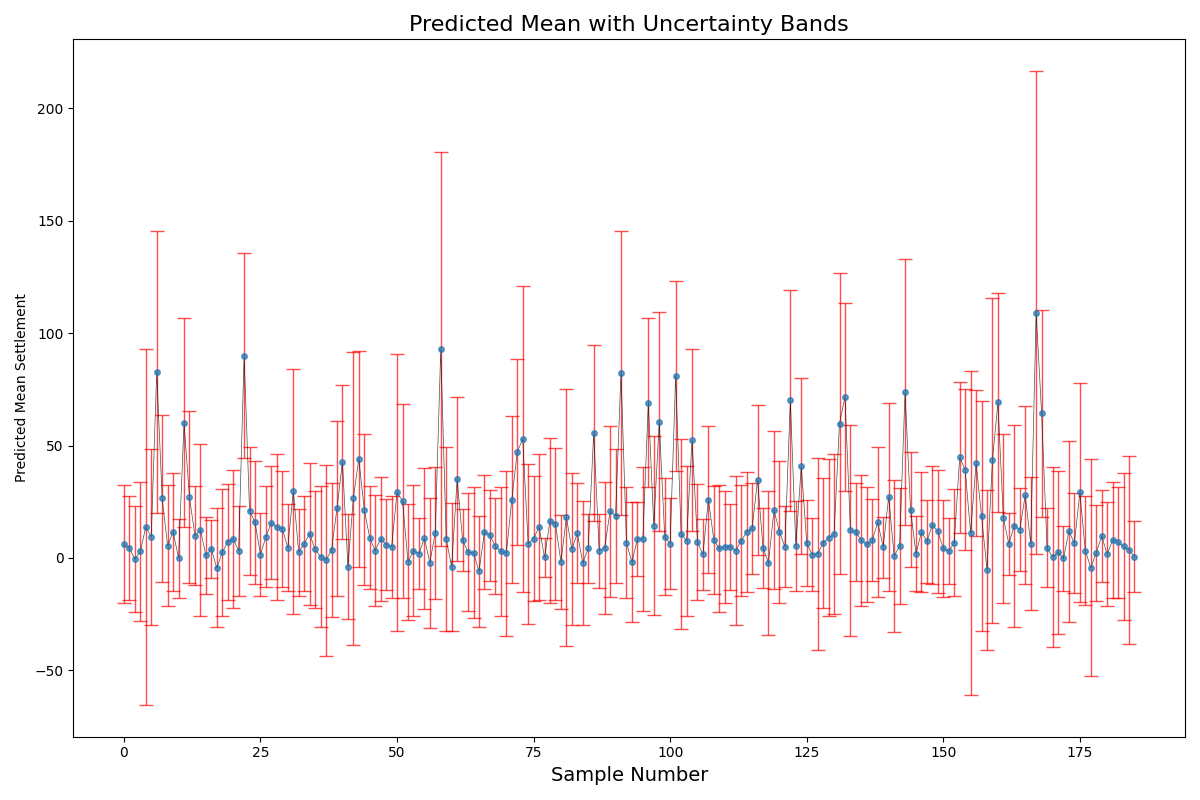 Predicted Mean with Uncertainty Bands
Predicted Mean Settlement
200
150
100
50
0
−50
0 25 50 75 100 125 150 175
Sample Number